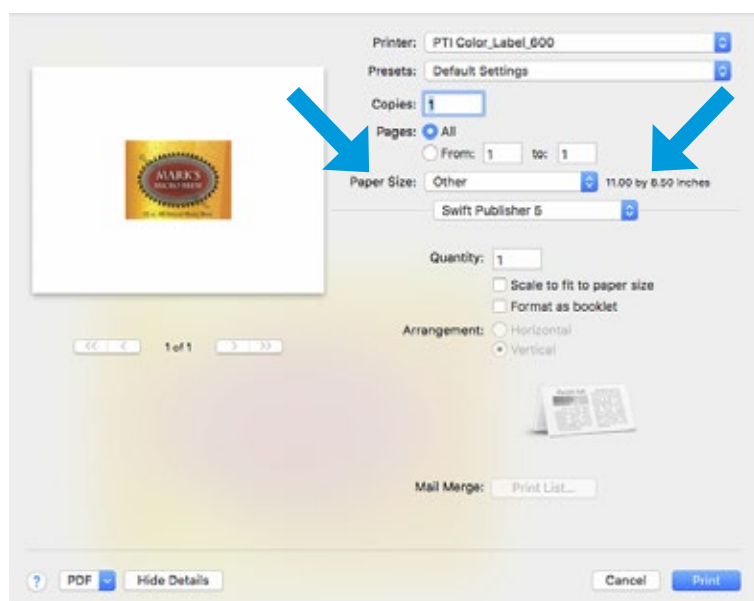 Printer: PTI Color_Label_600
Presets: Default Settings
Copies: 1
Pages: All
From: 1 to: 1
Paper Size: Other 11.00 by 8.50 inches
Swift Publisher 5
MARK'S
MICRO BREW
Quantity: 1
Scale to fit to paper size
Format as booklet
Arrangement: Horizontal
Vertical
<< < 1 of 1 > >>
Mail Merge: Print List...
? PDF Hide Details Cancel Print